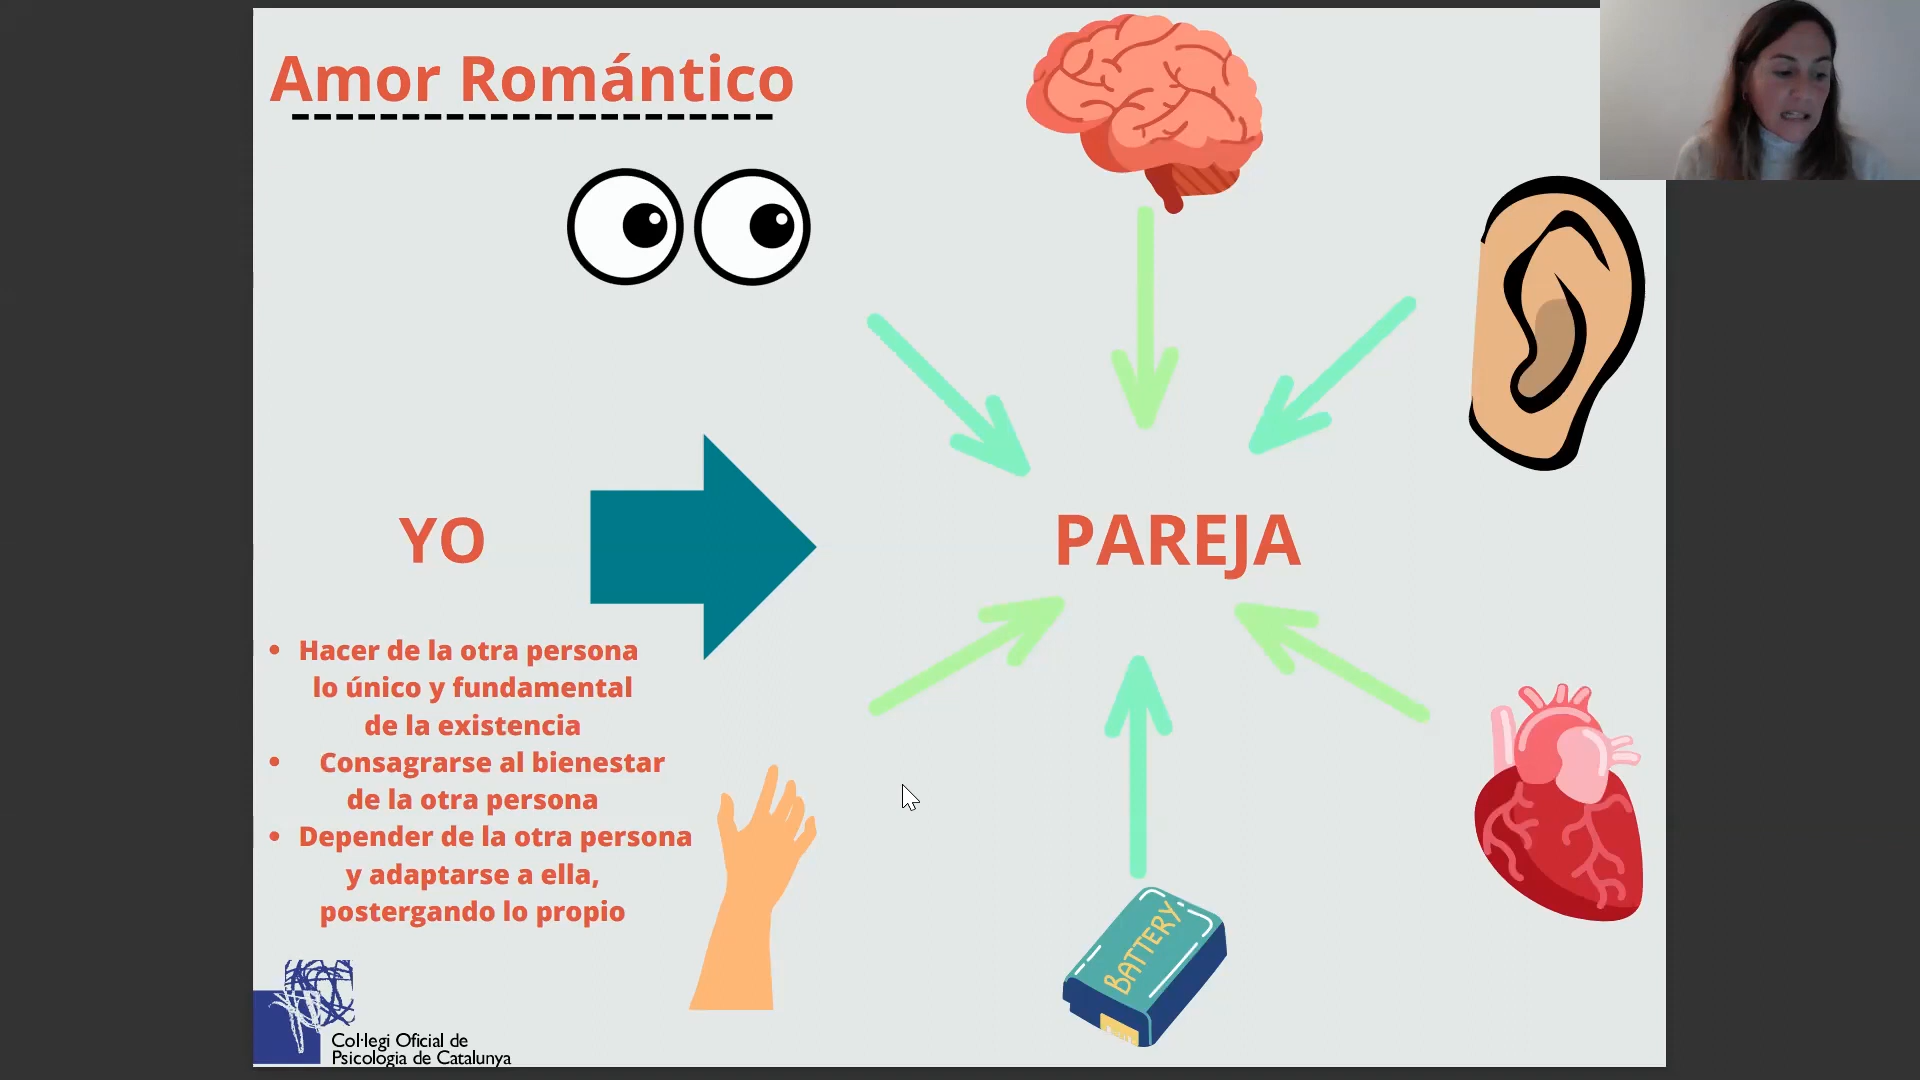 Amor Romántico
YO
PAREJA
• Hacer de la otra persona
lo único y fundamental
de la existencia
• Consagrarse al bienestar
de la otra persona
• Depender de la otra persona
y adaptarse a ella,
postergando lo propio
BATTERY
Col·legi Oficial de
Psicologia de Catalunya